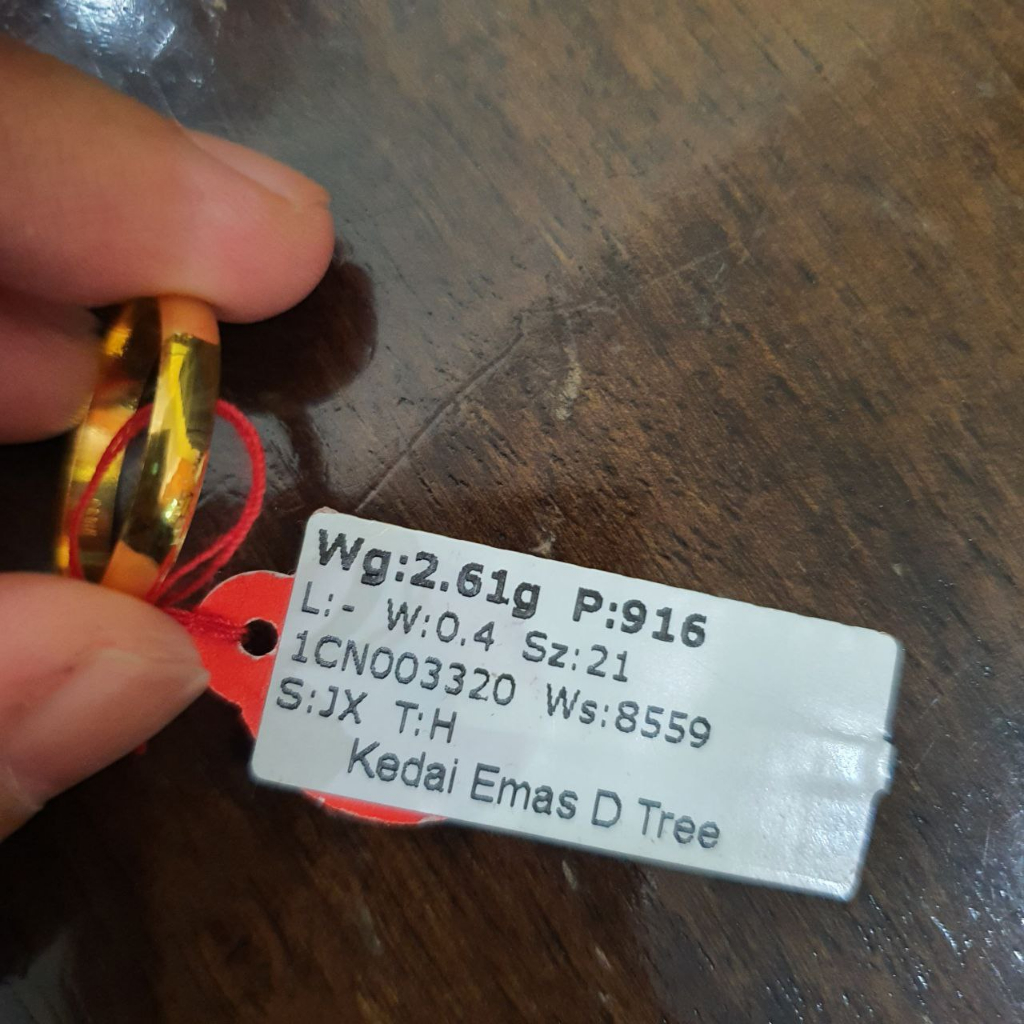 Wg:2.61g P:916
L:- W:0.4 Sz:21
1CN003320 Ws:8559
S:JX T:H
Kedai Emas D Tree